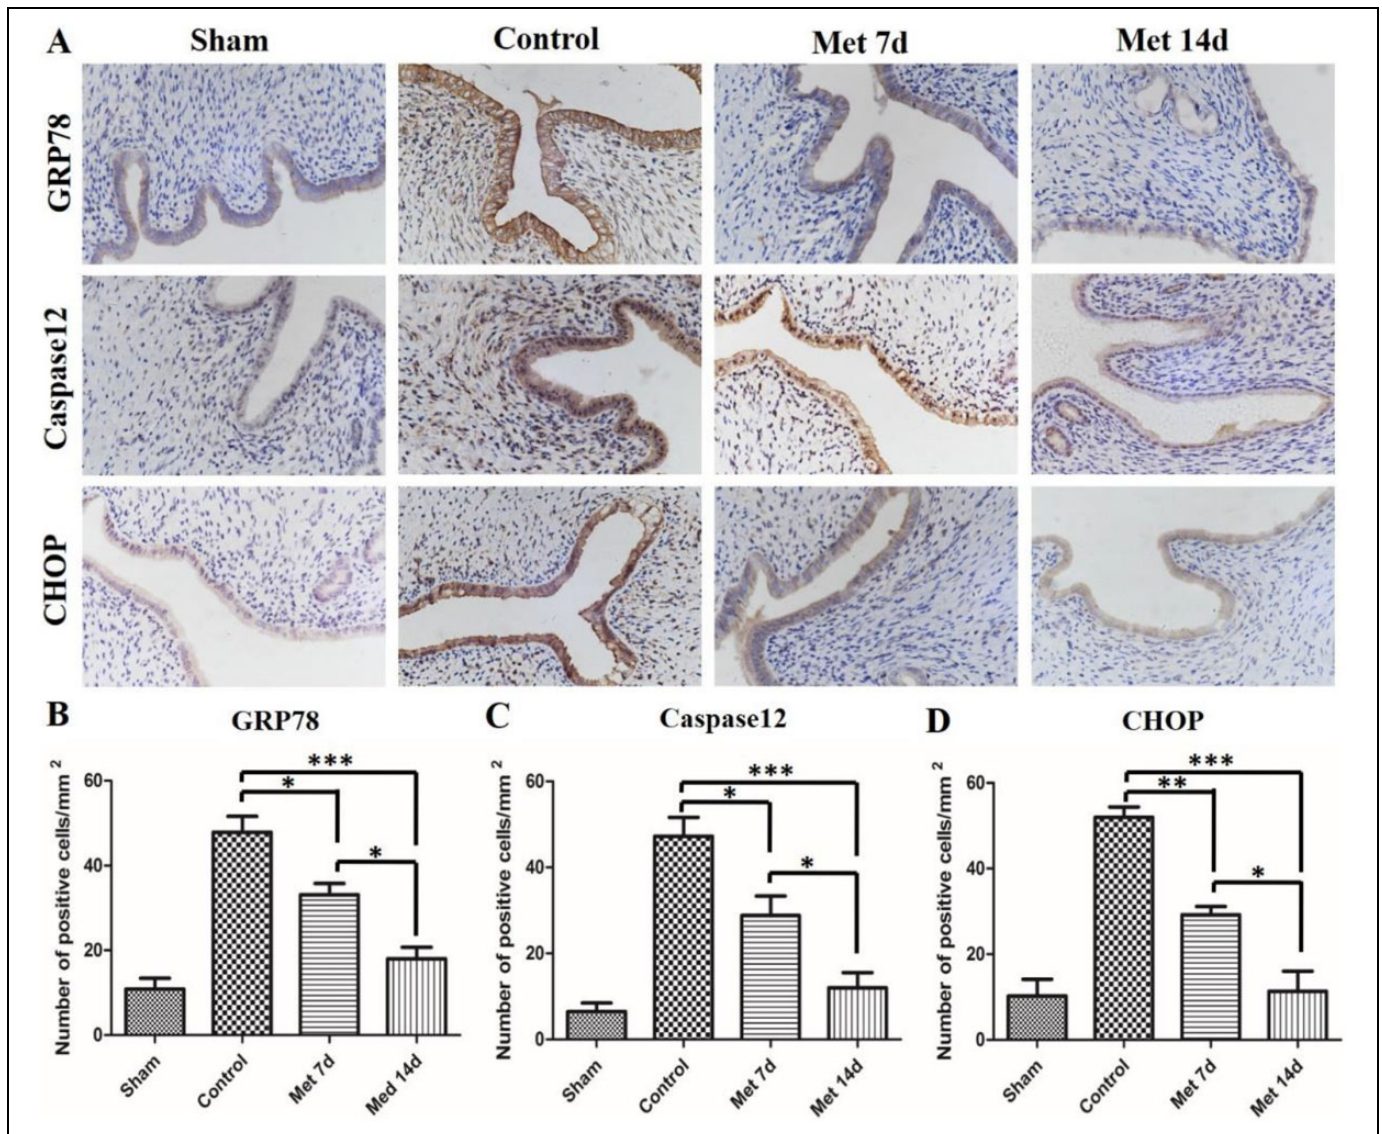 A
Sham
Control
Met 7d
Met 14d
GRP78
Caspase12
CHOP
B
GRP78
Number of positive cells/mm 2
60
40
20
0
***
*
*
Sham
Control
Met 7d
Med 14d
C
Caspase12
Number of positive cells/mm 2
60
40
20
0
***
*
*
Sham
Control
Met 7d
Met 14d
D
CHOP
Number of positive cells/mm 2
60
40
20
0
***
**
*
Sham
Control
Met 7d
Met 14d